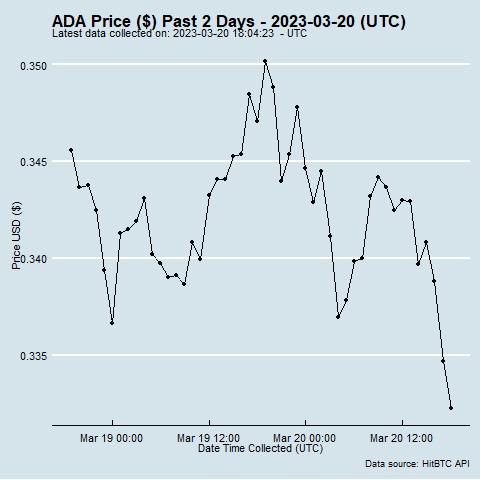 ADA Price ($) Past 2 Days - 2023-03-20 (UTC)
Latest data collected on: 2023-03-20 18:04:23 - UTC
0.350
0.345
0.340
0.335
Price USD ($)
Mar 19 00:00 Mar 19 12:00 Mar 20 00:00 Mar 20 12:00
Date Time Collected (UTC)
Data source: HitBTC API